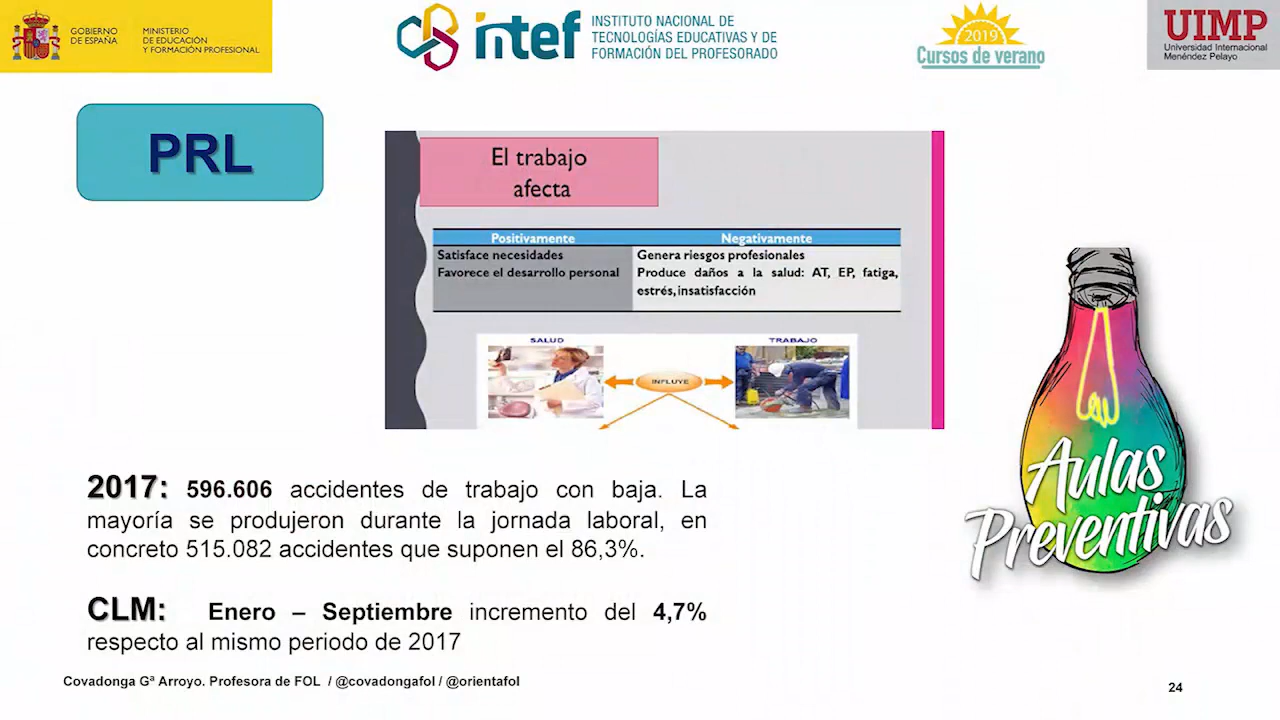 GOBIERNO
DE ESPAÑA
MINISTERIO
DE EDUCACIÓN
Y FORMACIÓN PROFESIONAL
intef
INSTITUTO NACIONAL DE
TECNOLOGÍAS EDUCATIVAS Y DE
FORMACIÓN DEL PROFESORADO
2019
Cursos de verano
UIMP
Universidad Internacional
Menéndez Pelayo
PRL
El trabajo
afecta
Positivamente Negativamente
Satisface necesidades
Favorece el desarrollo personal
Genera riesgos profesionales
Produce daños a la salud: AT, EP, fatiga,
estrés, insatisfacción
SALUD
TRABAJO
INFLUYE
Aulas
Preventivas
2017: 596.606 accidentes de trabajo con baja. La
mayoría se produjeron durante la jornada laboral, en
concreto 515.082 accidentes que suponen el 86,3%.
CLM: Enero – Septiembre incremento del 4,7%
respecto al mismo periodo de 2017
Covadonga Gª Arroyo. Profesora de FOL / @covadongafol / @orientafol
24